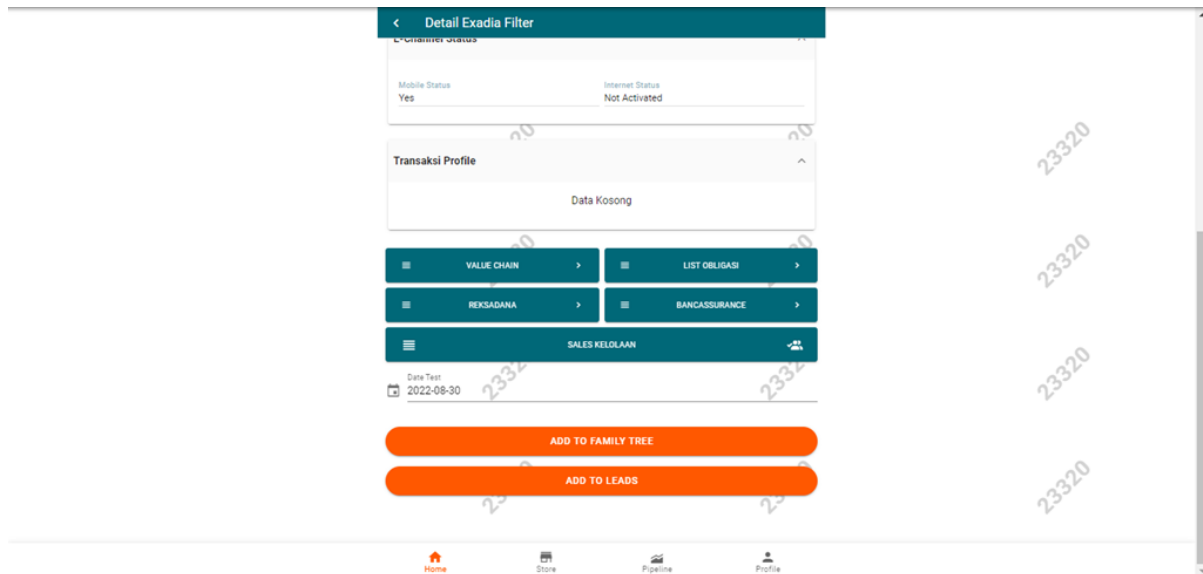 Detail Exadia Filter
E-Channel Status
Mobile Status
Internet Status
Yes
Not Activated
Transaksi Profile
Data Kosong
VALUE CHAIN
LIST OBLIGASI
REKSADANA
BANCASSURANCE
SALES KELOLAAN
Date Test
2022-08-30
ADD TO FAMILY TREE
ADD TO LEADS
Home
Store
Pipeline
Profile
23320
23320
23320
23320